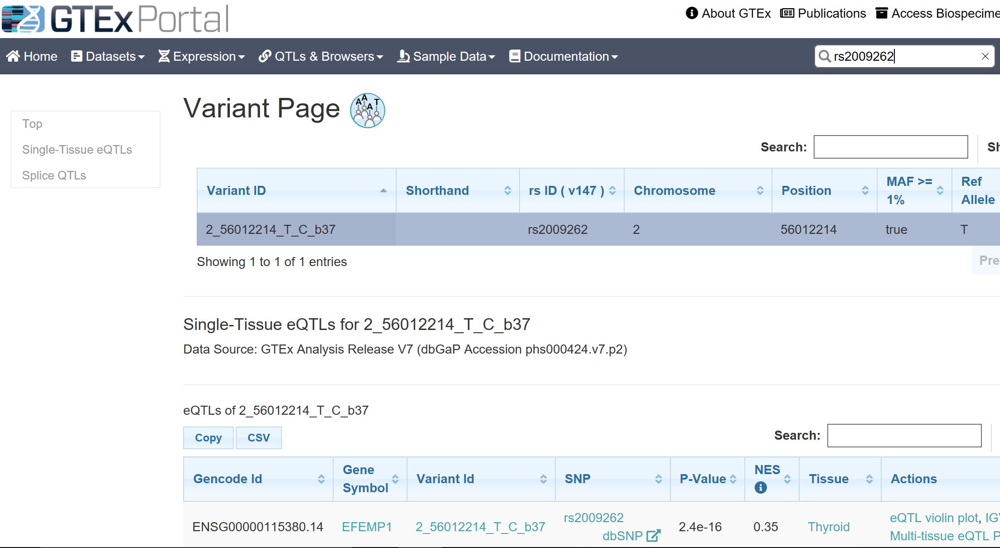 GTEx Portal
About GTEx Publications Access Biospecime
Home Datasets Expression QTLs & Browsers Sample Data Documentation rs2009262
Top
Single-Tissue eQTLs
Splice QTLs
Variant Page
A A A T
Search: Sh
Variant ID Shorthand rs ID ( v147 ) Chromosome Position MAF >= 1% Ref Allele
2_56012214_T_C_b37 rs2009262 2 56012214 true T
Showing 1 to 1 of 1 entries
Pre
Single-Tissue eQTLs for 2_56012214_T_C_b37
Data Source: GTEx Analysis Release V7 (dbGaP Accession phs000424.v7.p2)
eQTLs of 2_56012214_T_C_b37
Copy CSV
Search:
Gencode Id Gene Symbol Variant Id SNP P-Value NES Tissue Actions
ENSG00000115380.14 EFEMP1 2_56012214_T_C_b37 rs2009262 dbSNP 2.4e-16 0.35 Thyroid eQTL violin plot, IGV
Multi-tissue eQTL P